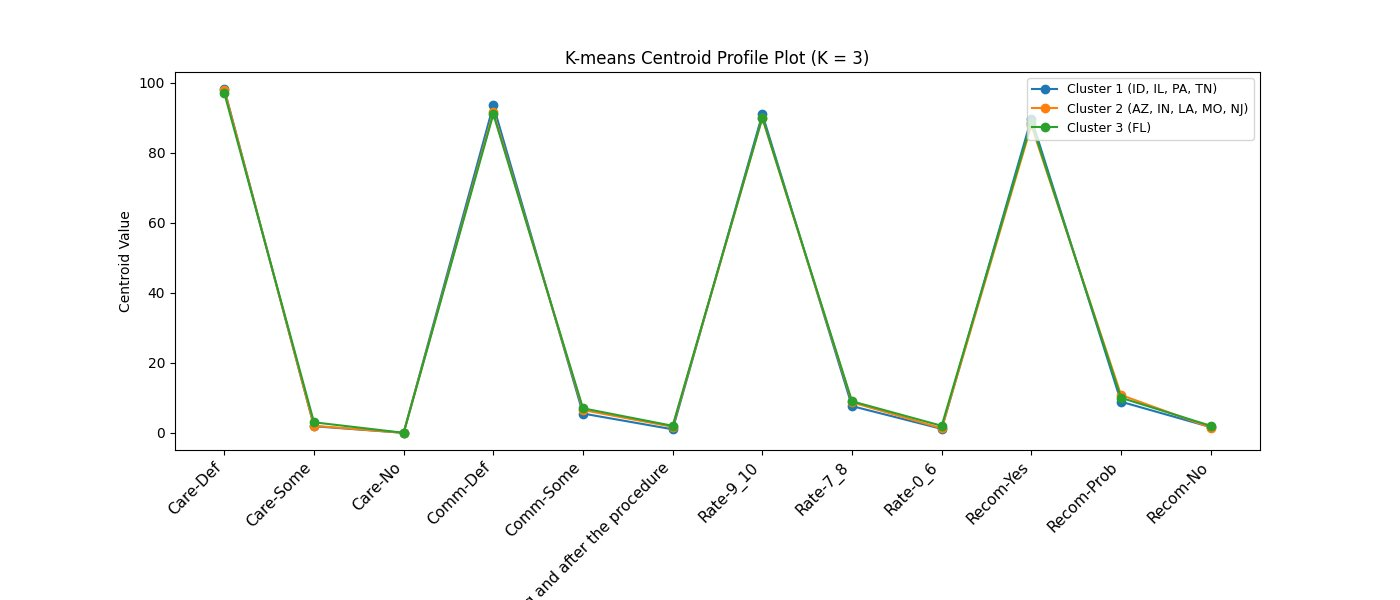 K-means Centroid Profile Plot (K = 3)
Cluster 1 (ID, IL, PA, TN)
Cluster 2 (AZ, IN, LA, MO, NJ)
Cluster 3 (FL)
Centroid Value
100
80
60
40
20
0
Care-Def
Care-Some
Care-No
Comm-Def
Comm-Some
and after the procedure
Rate-9_10
Rate-7_8
Rate-0_6
Recom-Yes
Recom-Prob
Recom-No